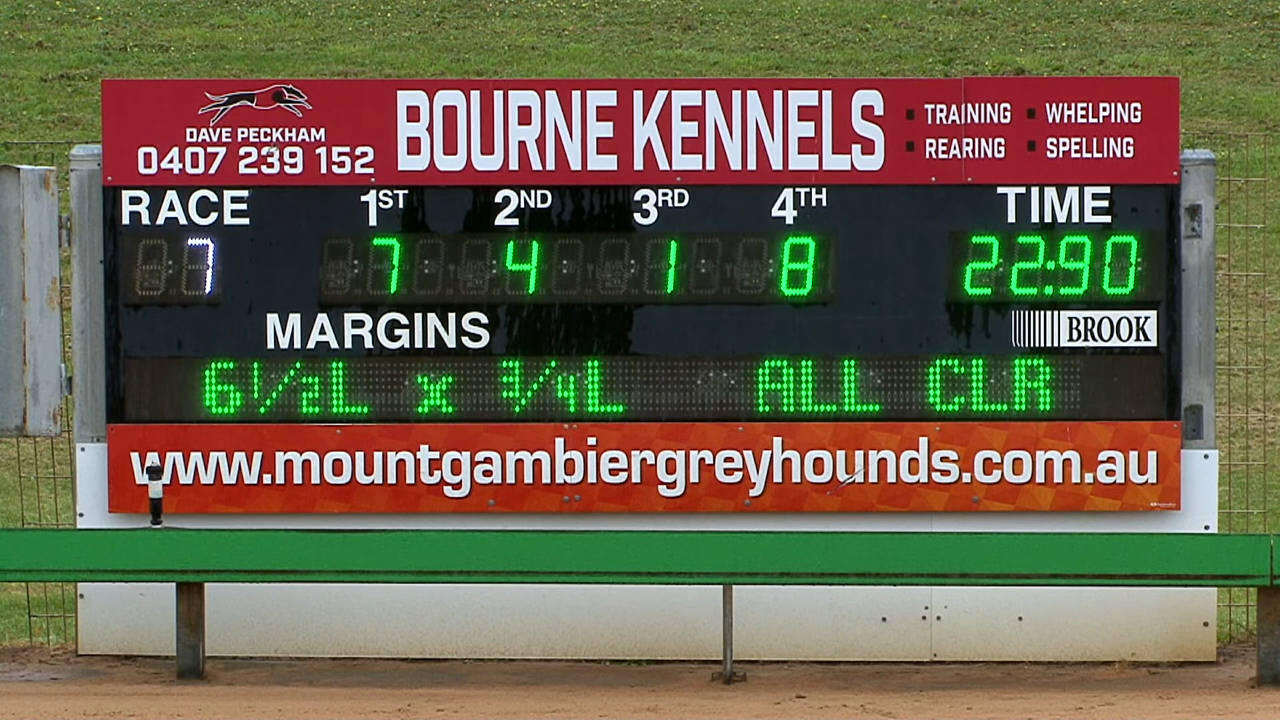 DAVE PECKHAM
0407 239 152
BOURNE KENNELS
TRAINING WHELPING
REARING SPELLING
RACE 1ST 2ND 3RD 4TH TIME
7 7 4 1 8 22:90
MARGINS
BROOK
6½L x ¾L ALL CLR
www.mountgambiergreyhounds.com.au